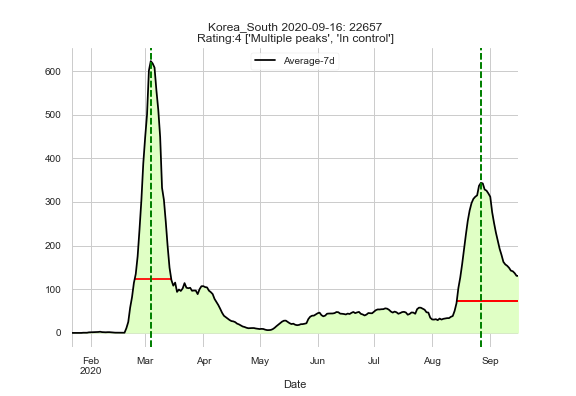 Korea_South 2020-09-16: 22657
Rating:4 ['Multiple peaks', 'In control']
Average-7d
600
500
400
300
200
100
0
Feb Mar Apr May Jun Jul Aug Sep
2020
Date